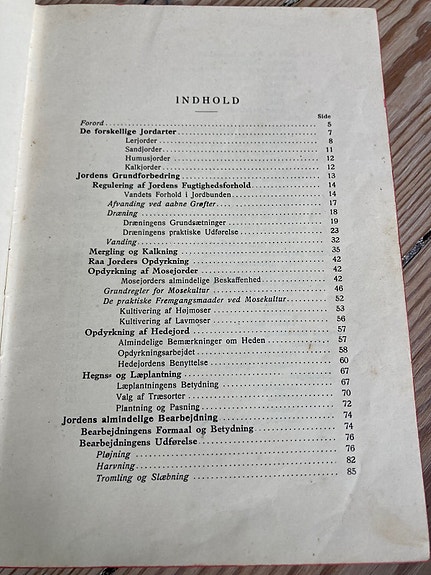 INDHOLD
Side
Forord 5
De forskellige Jordarter 7
Lerjorder 8
Sandjorder 11
Humusjorder 12
Kalkjorder 12
Jordens Grundforbedring 13
Regulering af Jordens Fugtighedsforhold 14
Vandets Forhold i Jordbunden 14
Afvanding ved aabne Grøfter 17
Dræning 18
Dræningens Grundsætninger 19
Dræningens praktiske Udførelse 23
Vanding 32
Mergling og Kalkning 35
Raa Jorders Opdyrkning 42
Opdyrkning af Mosejorder 42
Mosejorders almindelige Beskaffenhed 42
Grundregler for Mosekultur 46
De praktiske Fremgangsmaader ved Mosekultur 52
Kultivering af Højmoser 53
Kultivering af Lavmoser 56
Opdyrkning af Hedejord 57
Almindelige Bemærkninger om Heden 57
Opdyrkningsarbejdet 58
Hedejordens Benyttelse 60
Hegns- og Læplantning 67
Læplantningens Betydning 67
Valg af Træsorter 70
Plantning og Pasning 72
Jordens almindelige Bearbejdning 74
Bearbejdningens Formaal og Betydning 74
Bearbejdningens Udførelse 76
Pløjning 76
Harvning 82
Tromling og Slæbning 85